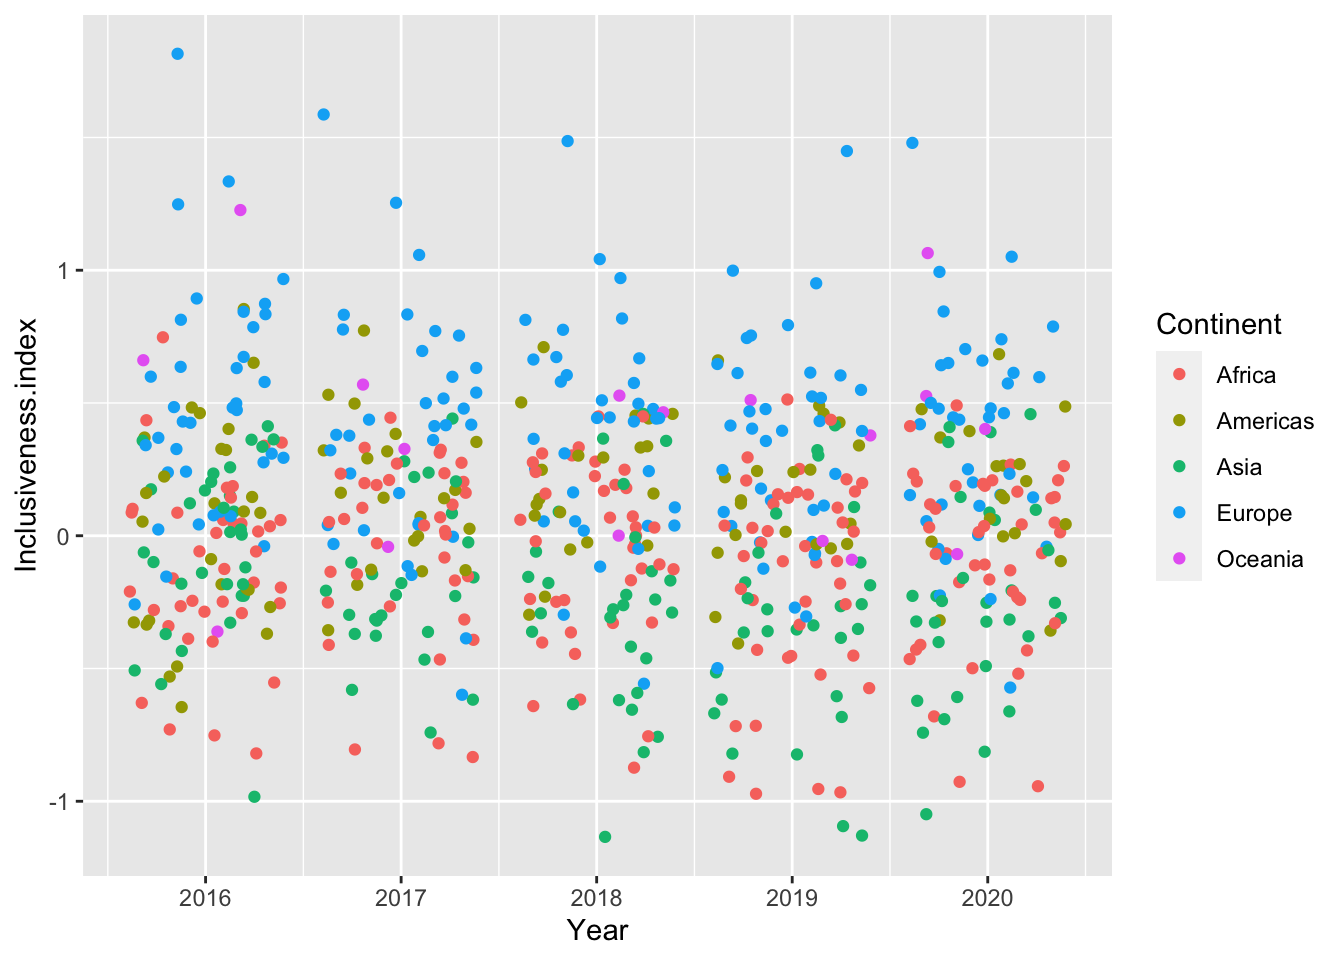 Inclusiveness.index
1
0
-1
2016
2017
2018
2019
2020
Year
Continent
Africa
Americas
Asia
Europe
Oceania